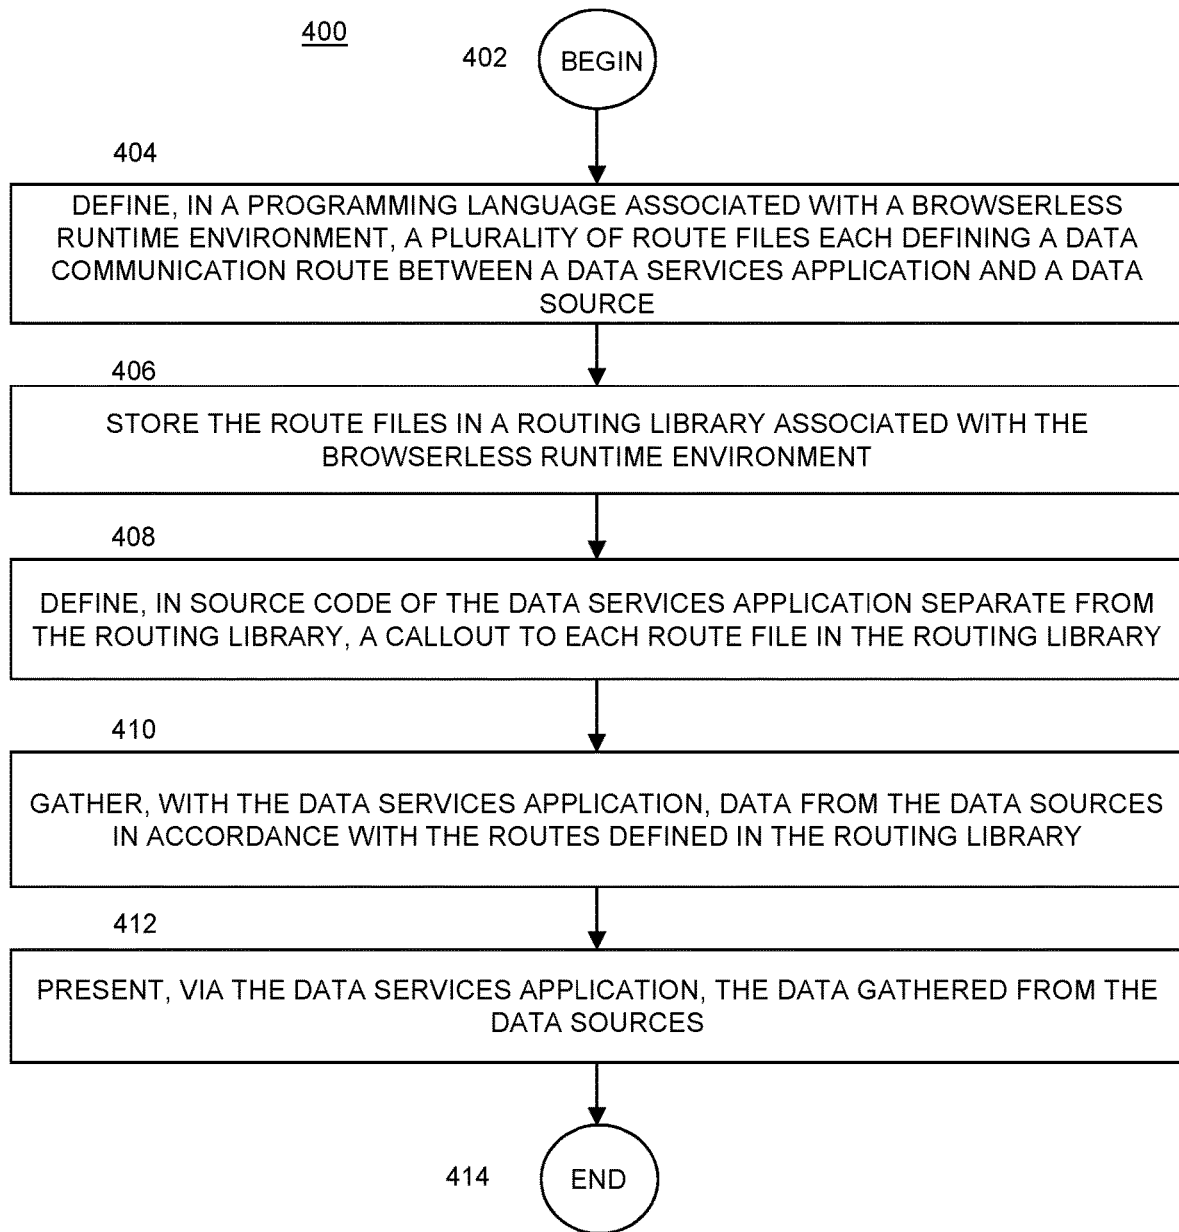 400
402
BEGIN
404
DEFINE, IN A PROGRAMMING LANGUAGE ASSOCIATED WITH A BROWSERLESS
RUNTIME ENVIRONMENT, A PLURALITY OF ROUTE FILES EACH DEFINING A DATA
COMMUNICATION ROUTE BETWEEN A DATA SERVICES APPLICATION AND A DATA
SOURCE
406
STORE THE ROUTE FILES IN A ROUTING LIBRARY ASSOCIATED WITH THE
BROWSERLESS RUNTIME ENVIRONMENT
408
DEFINE, IN SOURCE CODE OF THE DATA SERVICES APPLICATION SEPARATE FROM
THE ROUTING LIBRARY, A CALLOUT TO EACH ROUTE FILE IN THE ROUTING LIBRARY
410
GATHER, WITH THE DATA SERVICES APPLICATION, DATA FROM THE DATA SOURCES
IN ACCORDANCE WITH THE ROUTES DEFINED IN THE ROUTING LIBRARY
412
PRESENT, VIA THE DATA SERVICES APPLICATION, THE DATA GATHERED FROM THE
DATA SOURCES
414
END